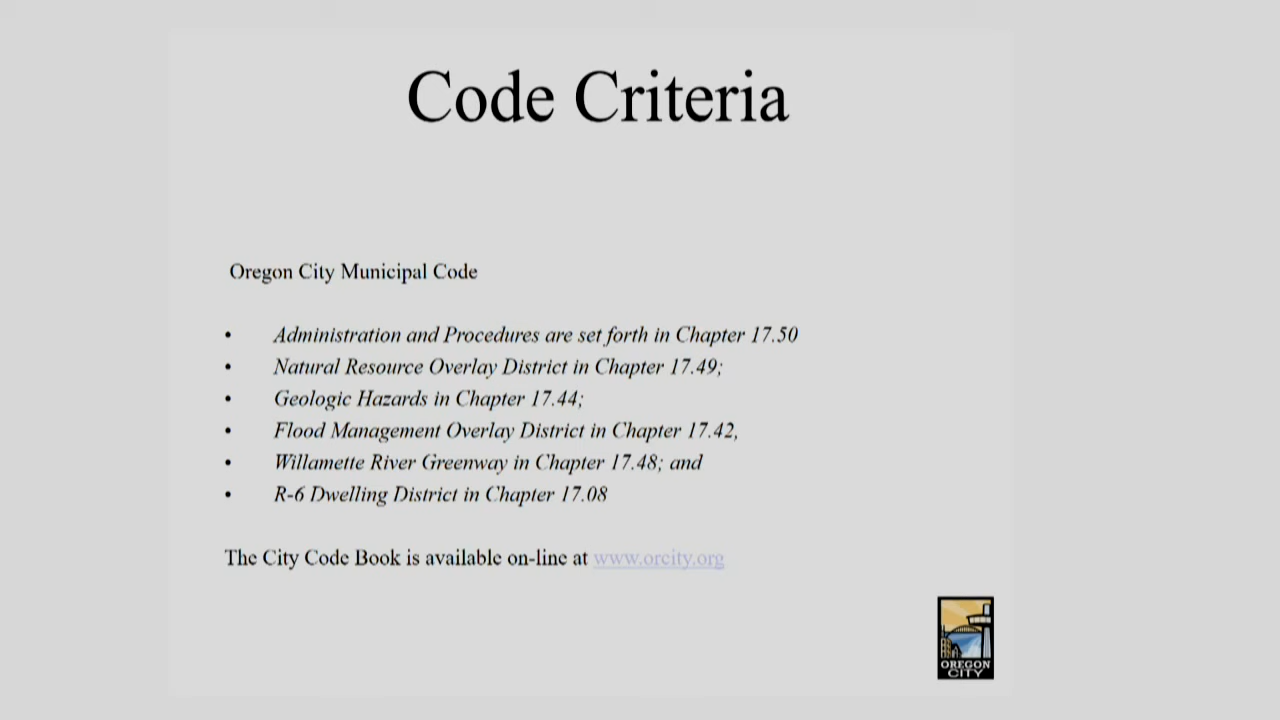 Code Criteria
Oregon City Municipal Code
• Administration and Procedures are set forth in Chapter 17.50
• Natural Resource Overlay District in Chapter 17.49;
• Geologic Hazards in Chapter 17.44;
• Flood Management Overlay District in Chapter 17.42,
• Willamette River Greenway in Chapter 17.48; and
• R-6 Dwelling District in Chapter 17.08
The City Code Book is available on-line at www.orcity.org
OREGON
CITY